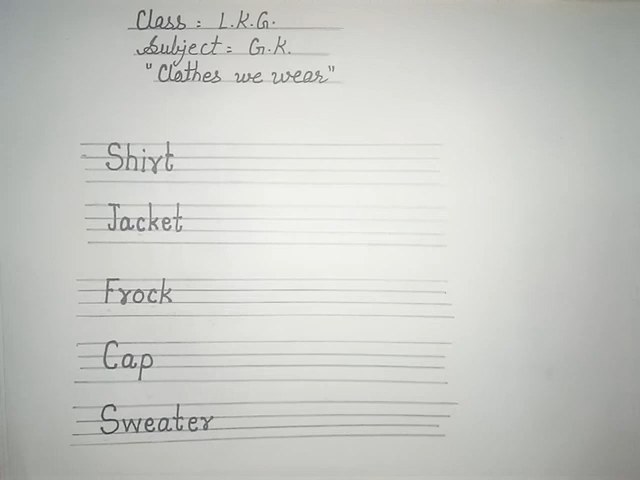 Class : L.K.G.
Subject = G.K.
"Clothes we wear"
Shirt
Jacket
Frock
Cap
Sweater